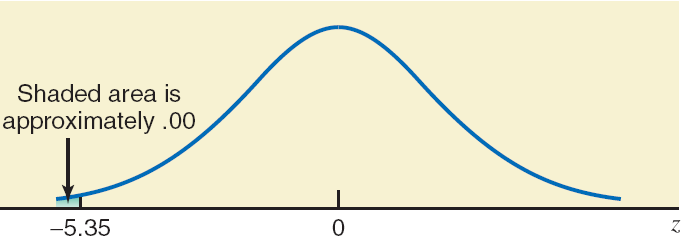 Shaded area is
approximately .00
−5.35 0 z